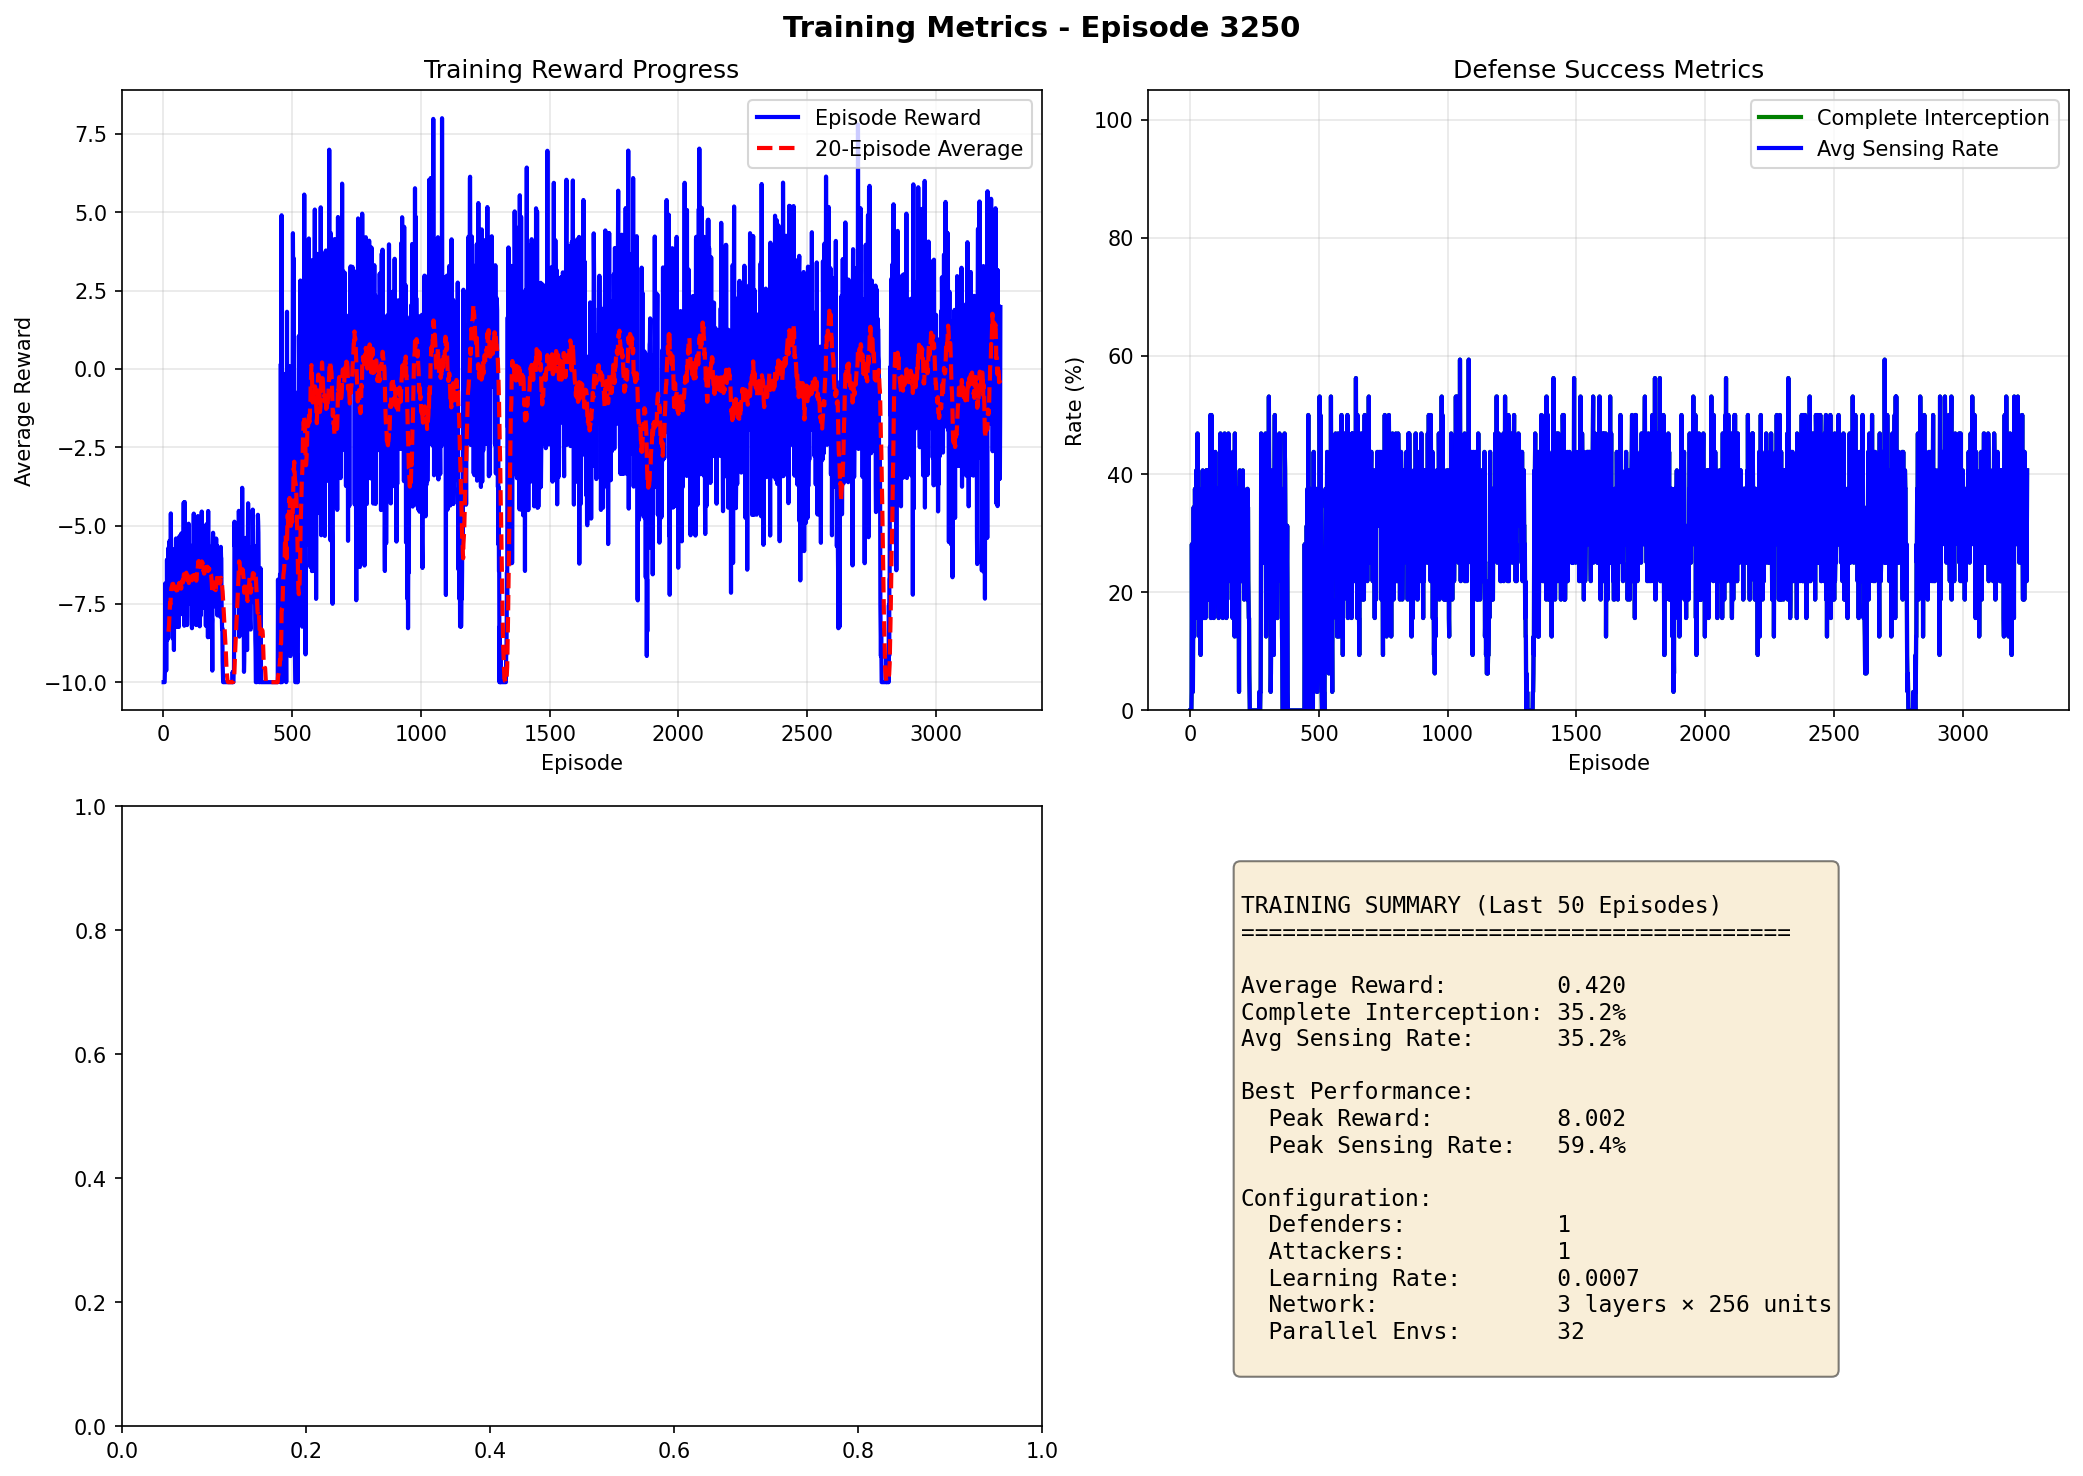 Training Metrics - Episode 3250
Training Reward Progress
Episode Reward
20-Episode Average
Average Reward
7.5
5.0
2.5
0.0
−2.5
−5.0
−7.5
−10.0
0 500 1000 1500 2000 2500 3000
Episode
Defense Success Metrics
Complete Interception
Avg Sensing Rate
Rate (%)
100
80
60
40
20
0
0 500 1000 1500 2000 2500 3000
Episode
1.0
0.8
0.6
0.4
0.2
0.0
0.0 0.2 0.4 0.6 0.8 1.0
TRAINING SUMMARY (Last 50 Episodes)
========================================
Average Reward: 0.420
Complete Interception: 35.2%
Avg Sensing Rate: 35.2%
Best Performance:
Peak Reward: 8.002
Peak Sensing Rate: 59.4%
Configuration:
Defenders: 1
Attackers: 1
Learning Rate: 0.0007
Network: 3 layers × 256 units
Parallel Envs: 32